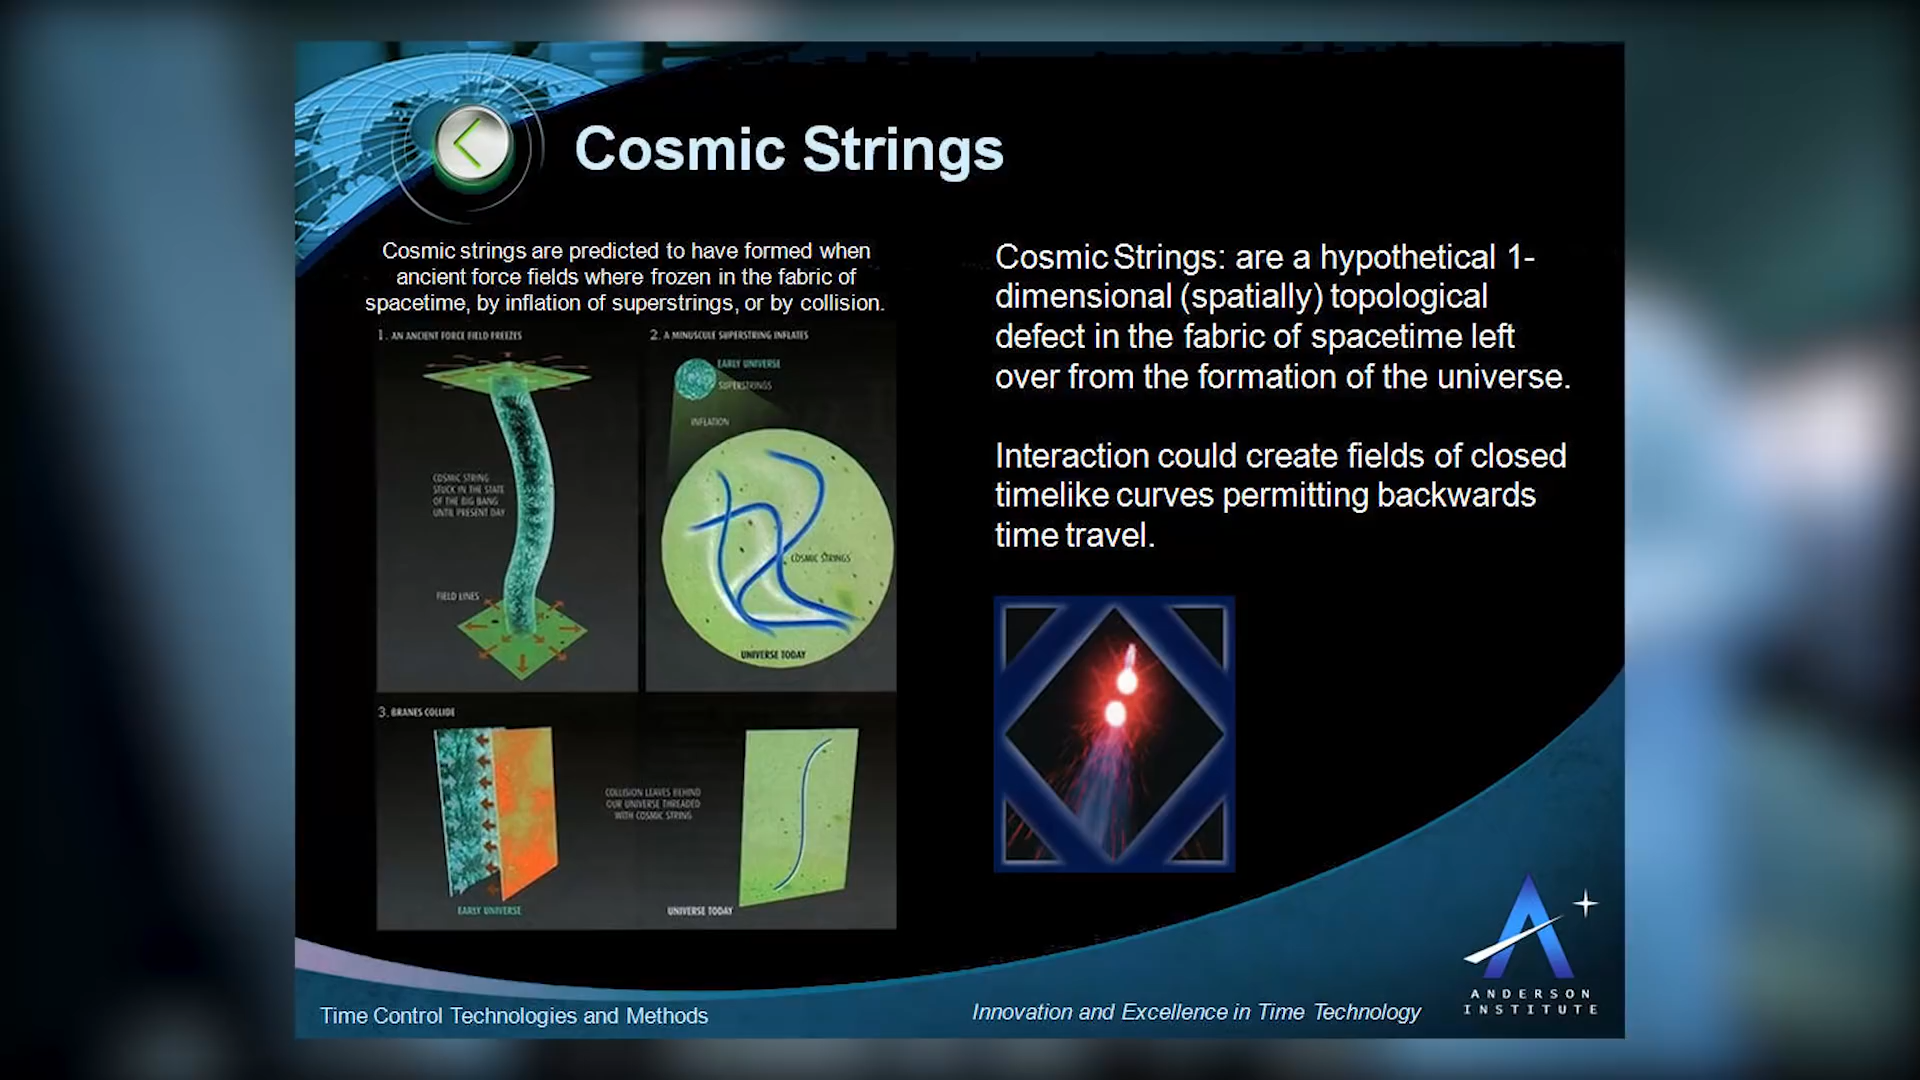 Cosmic Strings
Cosmic strings are predicted to have formed when
ancient force fields where frozen in the fabric of
spacetime, by inflation of superstrings, or by collision.
1. AN ANCIENT FORCE FIELD FREEZES
COSMIC STRING
STUCK IN THE STATE
OF THE BIG BANG
UNTIL PRESENT DAY
FIELD LINES
2. A MINUSCULE SUPERSTRING INFLATES
EARLY UNIVERSE
SUPERSTRINGS
INFLATION
COSMIC STRINGS
UNIVERSE TODAY
3. BRANES COLLIDE
COLLISION LEAVES BEHIND
OUR UNIVERSE THREADED
WITH COSMIC STRING
EARLY UNIVERSE
UNIVERSE TODAY
Cosmic Strings: are a hypothetical 1-
dimensional (spatially) topological
defect in the fabric of spacetime left
over from the formation of the universe.
Interaction could create fields of closed
timelike curves permitting backwards
time travel.
Time Control Technologies and Methods
Innovation and Excellence in Time Technology
ANDERSON
INSTITUTE